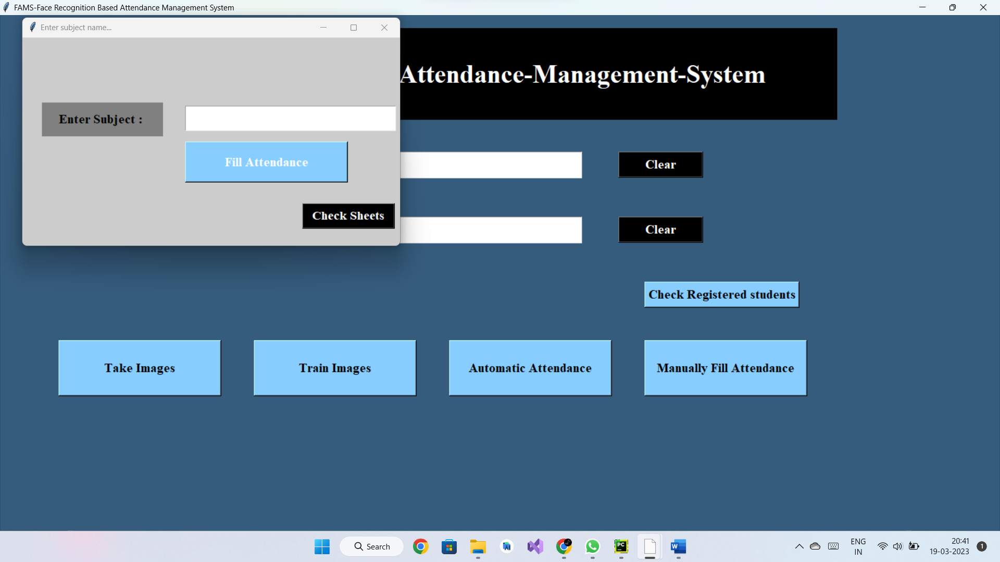 FAMS-Face Recognition Based Attendance Management System
Enter subject name...
Attendance-Management-System
Enter Subject :
Fill Attendance
Clear
Check Sheets
Clear
Check Registered students
Take Images
Train Images
Automatic Attendance
Manually Fill Attendance
Search
PC
W
ENG
IN
20:41
19-03-2023
1